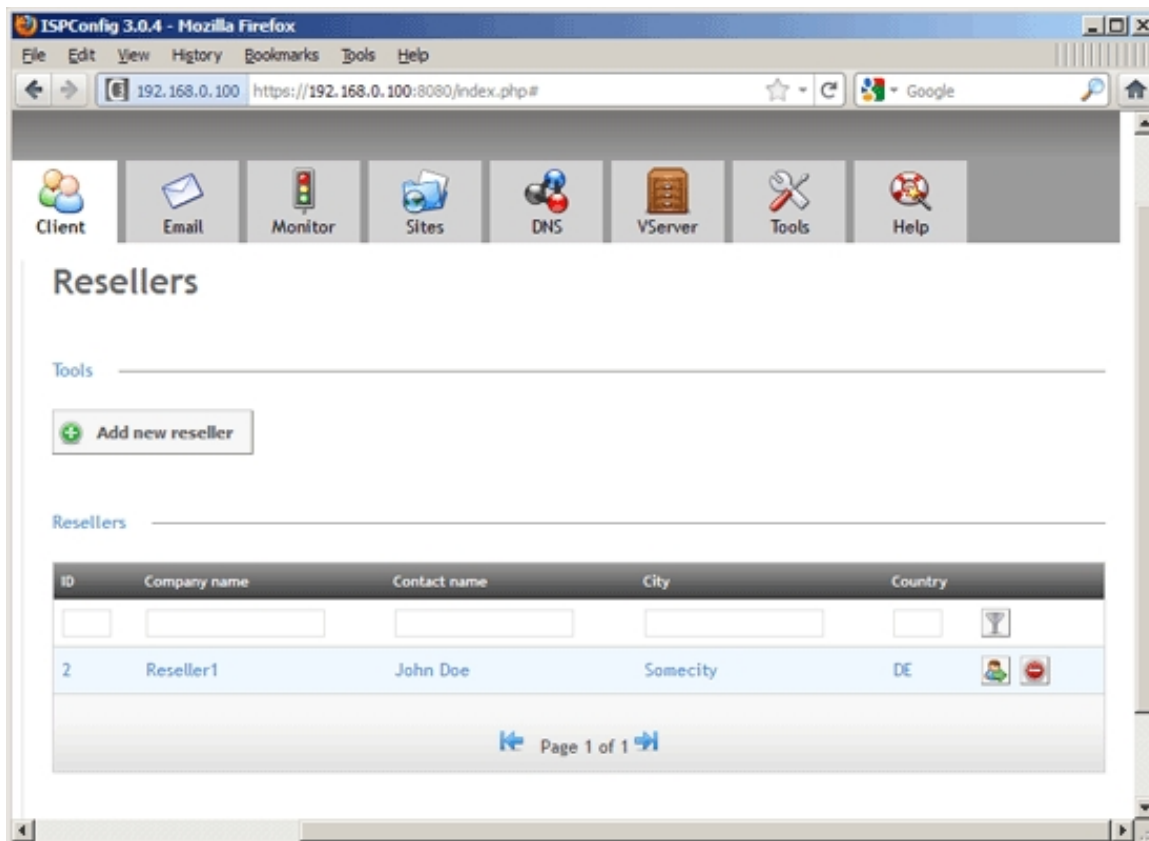 ISPConfig 3.0.4 - Mozilla Firefox
File Edit View History Bookmarks Tools Help
192.168.0.100 https://192.168.0.100:8080/index.php# Google
Client Email Monitor Sites DNS VServer Tools Help
Resellers
Tools
Add new reseller
Resellers
ID Company name Contact name City Country
2 Reseller1 John Doe Somecity DE
Page 1 of 1